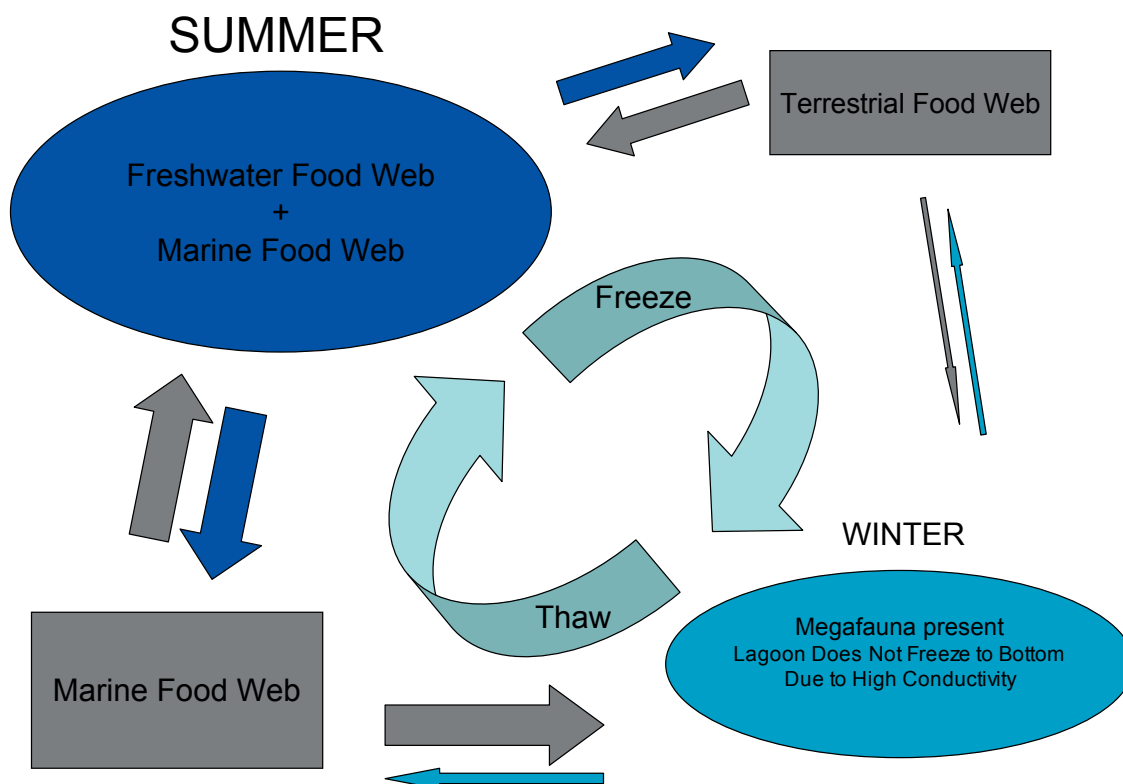 SUMMER
Terrestrial Food Web
Freshwater Food Web
+
Marine Food Web
Freeze
WINTER
Thaw
Megafauna present
Lagoon Does Not Freeze to Bottom
Due to High Conductivity
Marine Food Web